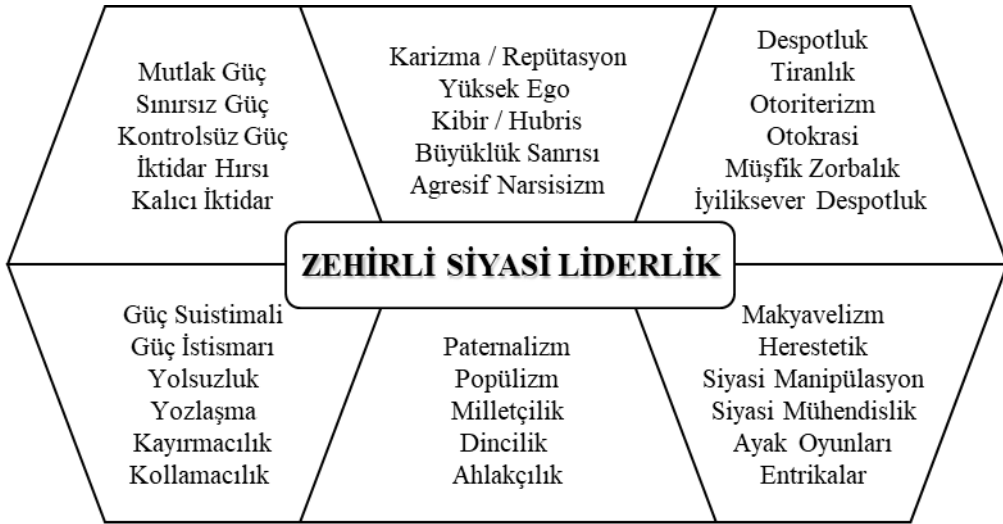 Mutlak Güç
Sınırsız Güç
Kontrolsüz Güç
İktidar Hırsı
Kalıcı İktidar
Karizma / Repütasyon
Yüksek Ego
Kibir / Hubris
Büyüklük Sanrısı
Agresif Narsisizm
Despotluk
Tiranlık
Otoriterizm
Otokrasi
Müşfik Zorbalık
İyiliksever Despotluk
ZEHİRLİ SİYASİ LİDERLİK
Güç Suistimali
Güç İstismarı
Yolsuzluk
Yozlaşma
Kayırmacılık
Kollamacılık
Paternalizm
Popülizm
Milletçilik
Dincilik
Ahlakçılık
Makyavelizm
Herestetik
Siyasi Manipülasyon
Siyasi Mühendislik
Ayak Oyunları
Entrikalar